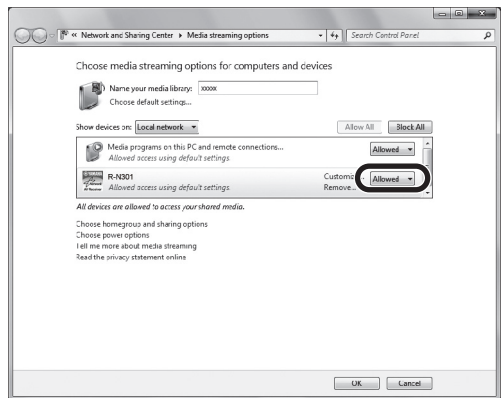 « Network and Sharing Center ▸ Media streaming options
Search Control Panel
Choose media streaming options for computers and devices
Name your media library: xxxxx
Choose default settings...
Show devices on: Local network
Allow All
Block All
Media programs on this PC and remote connections...
Allowed access using default settings.
Allowed
R-N301
Allowed access using default settings.
Customize...
Remove...
Allowed
All devices are allowed to access your shared media.
Choose homegroup and sharing options
Choose power options
Tell me more about media streaming
Read the privacy statement online
OK
Cancel